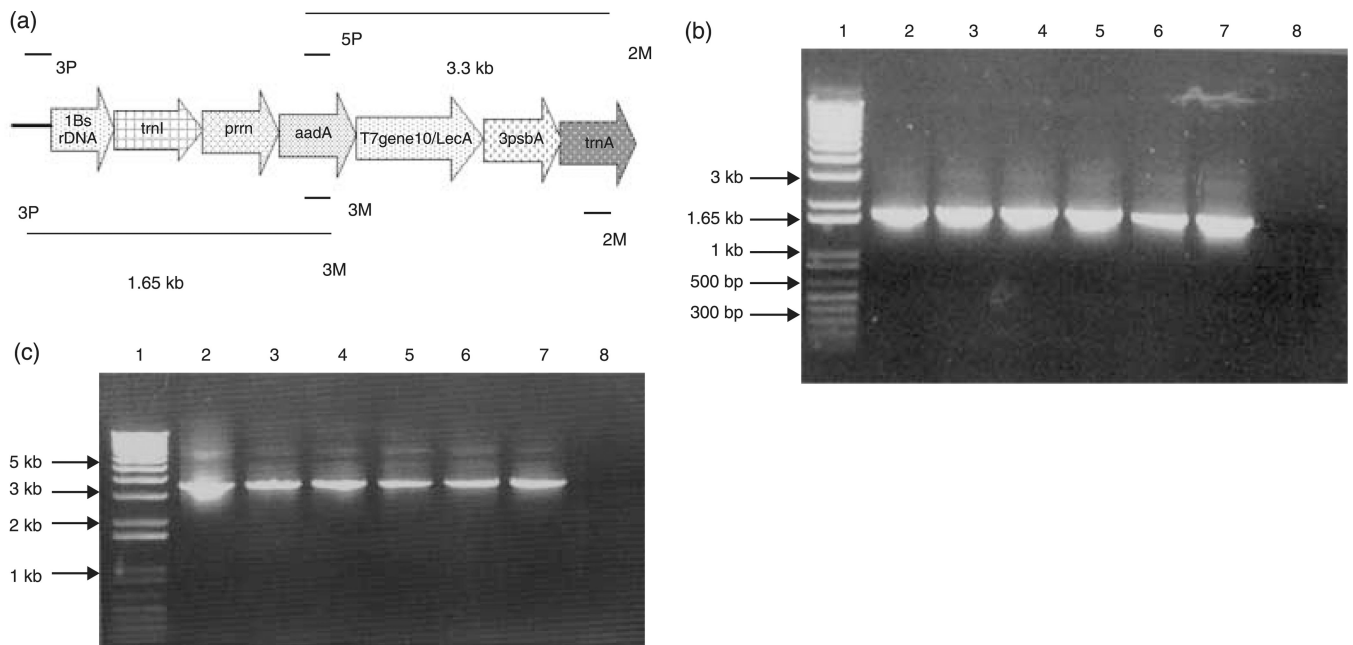 (a)
5P
3P
3.3 kb
2M
1Bs
rDNA
trnI
prrn
aadA
T7gene10/LecA
3psbA
trnA
3P
3M
2M
3M
1.65 kb
(b)
1 2 3 4 5 6 7 8
3 kb
1.65 kb
1 kb
500 bp
300 bp
(c)
1 2 3 4 5 6 7 8
5 kb
3 kb
2 kb
1 kb